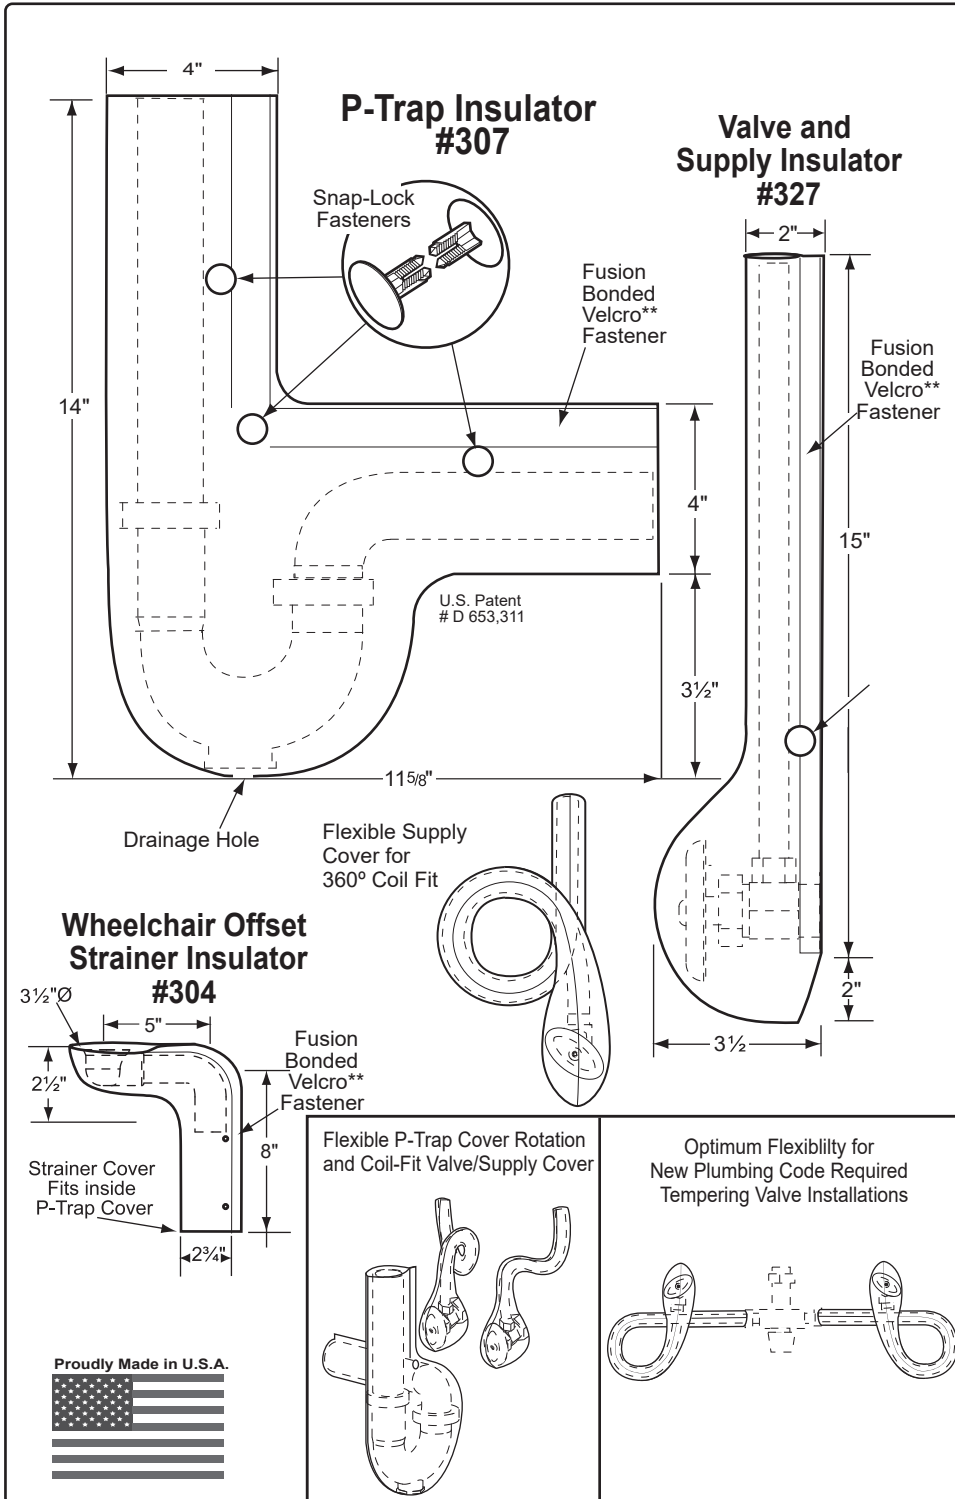 4"
P-Trap Insulator
#307
Valve and
Supply Insulator
#327
Snap-Lock
Fasteners
2"
Fusion
Bonded
Velcro**
Fastener
Fusion
Bonded
Velcro**
Fastener
14"
4"
15"
U.S. Patent
# D 653,311
3½"
11 5/8"
Drainage Hole
Flexible Supply
Cover for
360º Coil Fit
Wheelchair Offset
Strainer Insulator
#304
3½"Ø
5"
2"
3½
Fusion
Bonded
Velcro**
Fastener
2½"
8"
Strainer Cover
Fits inside
P-Trap Cover
2¾"
Flexible P-Trap Cover Rotation
and Coil-Fit Valve/Supply Cover
Optimum Flexiblilty for
New Plumbing Code Required
Tempering Valve Installations
Proudly Made in U.S.A.